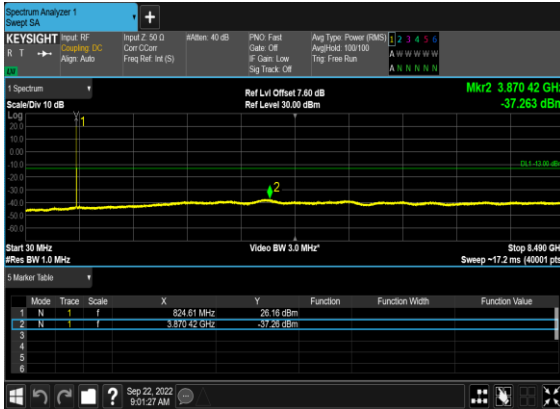 Spectrum Analyzer 1
Swept SA
+
KEYSIGHT Input: RF Input Z: 50 Ω #Atten: 40 dB PNO: Fast Avg Type: Power (RMS) 1 2 3 4 5 6
R T Coupling: DC Corr CCorr Gate: Off Avg|Hold: 100/100 A W W W W W
Align: Auto Freq Ref: Int (S) IF Gain: Low Trig: Free Run
Sig Track: Off A N N N N N
1 Spectrum
Ref Lvl Offset 7.60 dB Mkr2 3.870 42 GHz
Scale/Div 10 dB Ref Level 30.00 dBm -37.263 dBm
Log
1
20.0
10.0
0.00
-10.0
DL1 -13.00 dBm
-20.0
-30.0
2
-40.0
-50.0
-60.0
Start 30 MHz Video BW 3.0 MHz* Stop 8.490 GH
#Res BW 1.0 MHz Sweep ~17.2 ms (40001 pts
5 Marker Table
Mode Trace Scale X Y Function Function Width Function Value
1 N 1 f 824.61 MHz 26.16 dBm
2 N 1 f 3.870 42 GHz -37.26 dBm
3
4
5
6
? Sep 22, 2022
9:01:27 AM